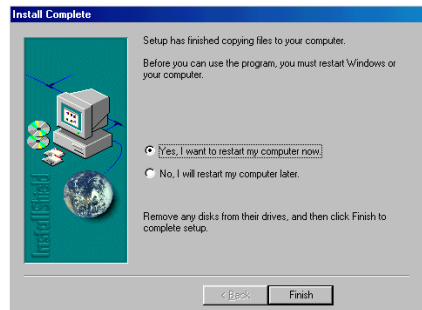 Install Complete
Setup has finished copying files to your computer.
Before you can use the program, you must restart Windows or
your computer.
Yes, I want to restart my computer now.
No, I will restart my computer later.
InstallShield
Remove any disks from their drives, and then click Finish to
complete setup.
< Back
Finish